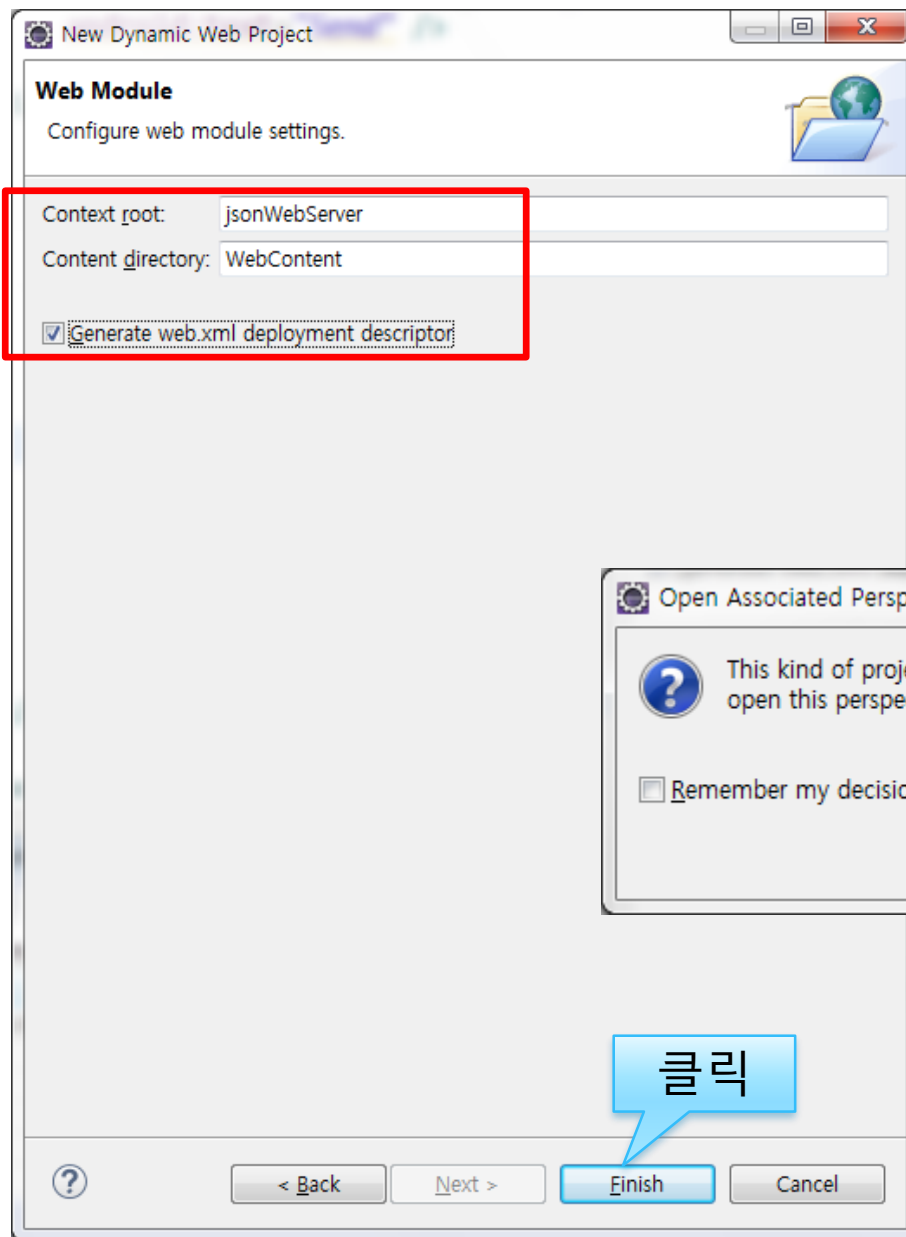 New Dynamic Web Project
Web Module
Configure web module settings.
Context root: jsonWebServer
Content directory: WebContent
Generate web.xml deployment descriptor
Open Associated Persp
This kind of proj
open this perspe
Remember my decisio
클릭
< Back Next > Finish Cancel